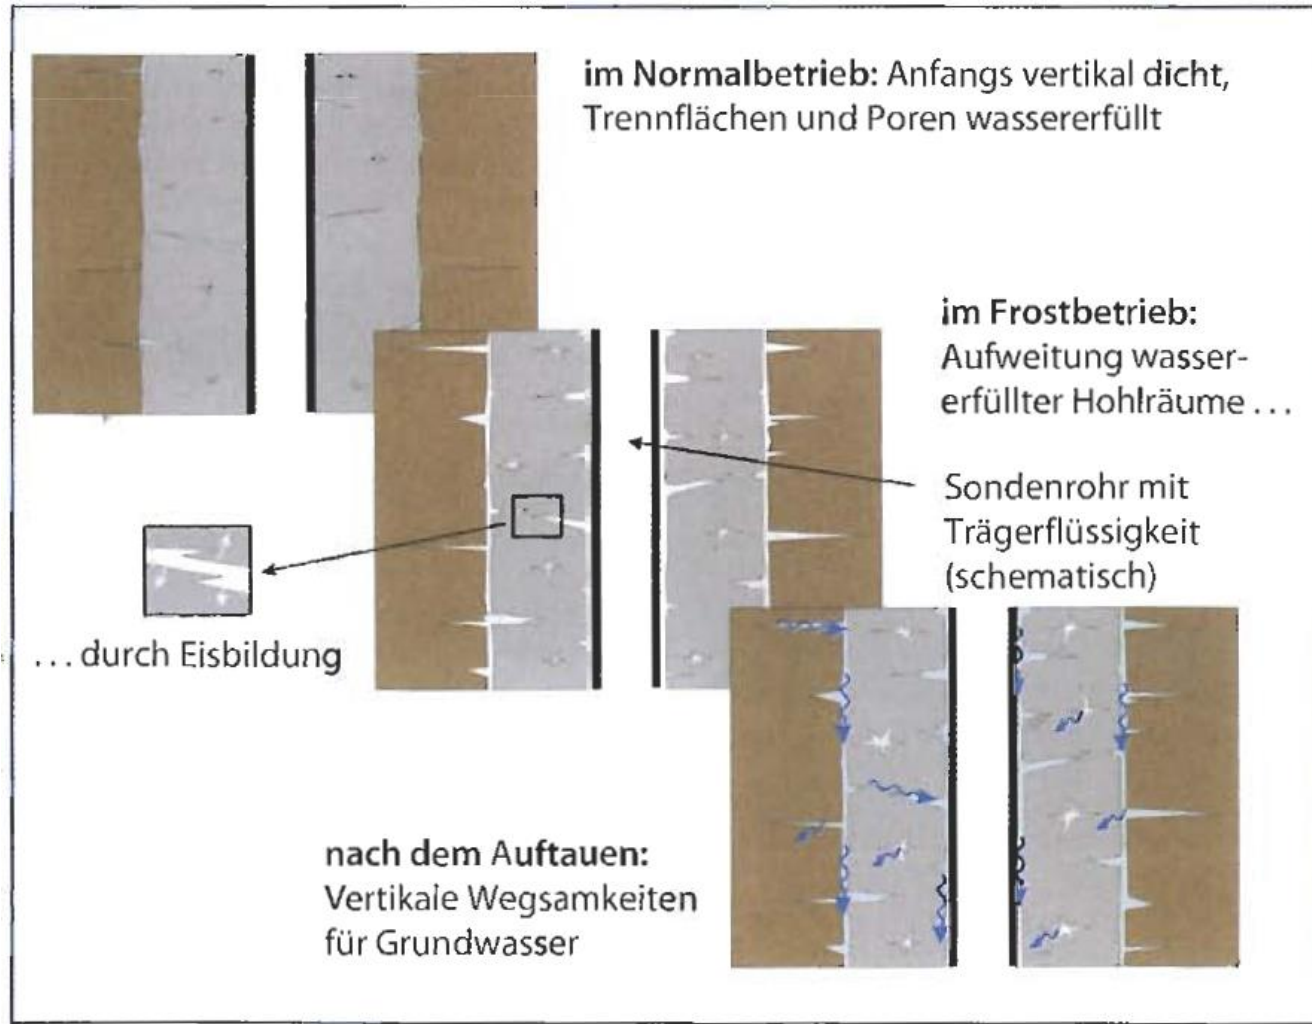 im Normalbetrieb: Anfangs vertikal dicht,
Trennflächen und Poren wassererfüllt
im Frostbetrieb:
Aufweitung wasser-
erfüllter Hohlräume ...
Sondenrohr mit
Trägerflüssigkeit
(schematisch)
... durch Eisbildung
nach dem Auftauen:
Vertikale Wegsamkeiten
für Grundwasser